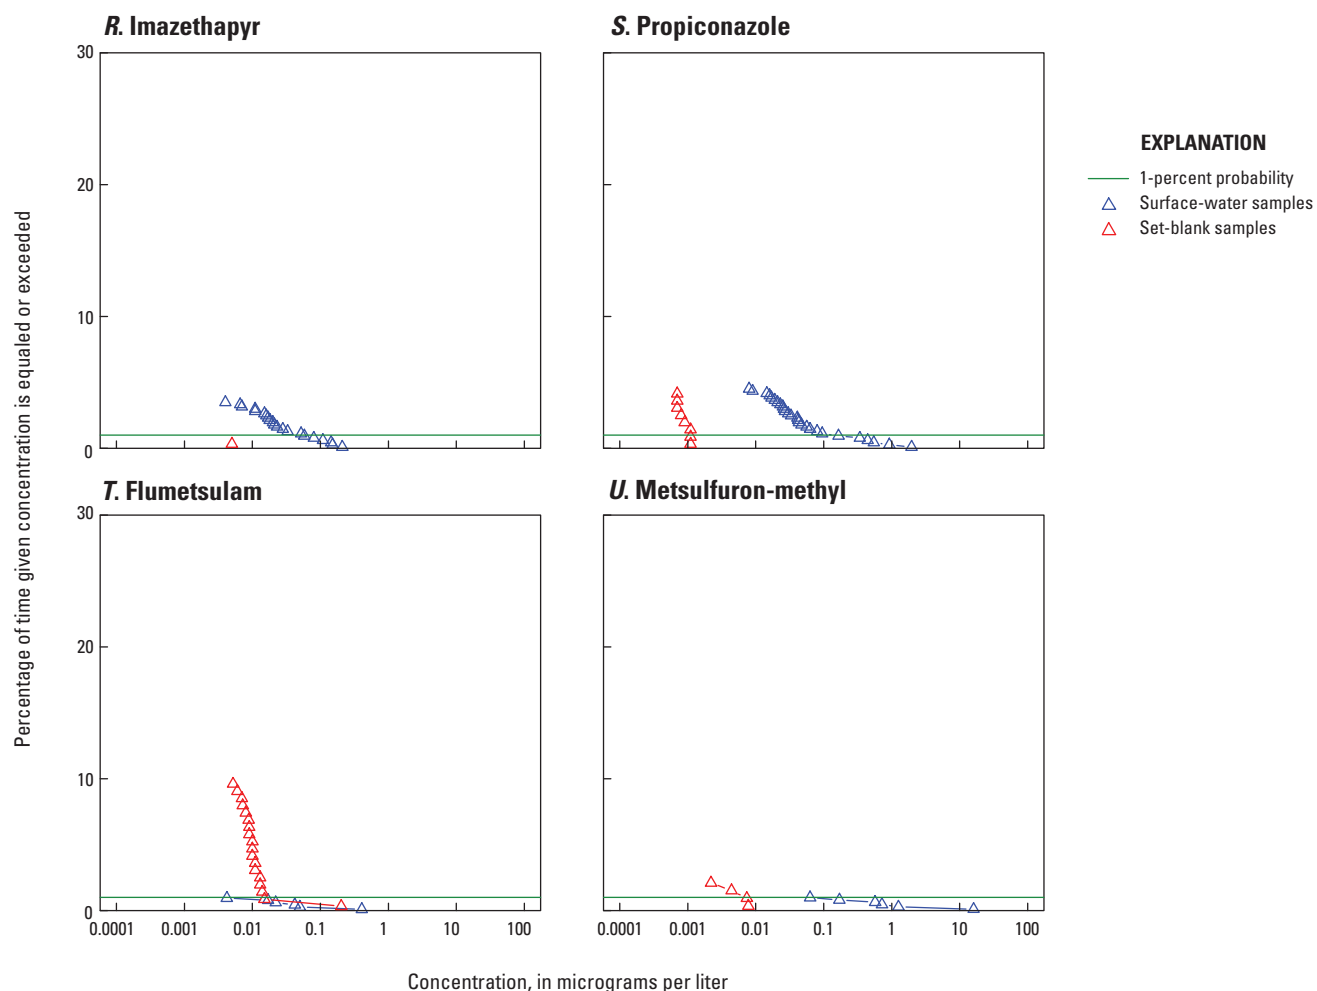 R. Imazethapyr
S. Propiconazole
30
20
10
0
EXPLANATION
1-percent probability
Surface-water samples
Set-blank samples
Percentage of time given concentration is equaled or exceeded
T. Flumetsulam
U. Metsulfuron-methyl
30
20
10
0
0.0001 0.001 0.01 0.1 1 10 100
0.0001 0.001 0.01 0.1 1 10 100
Concentration, in micrograms per liter